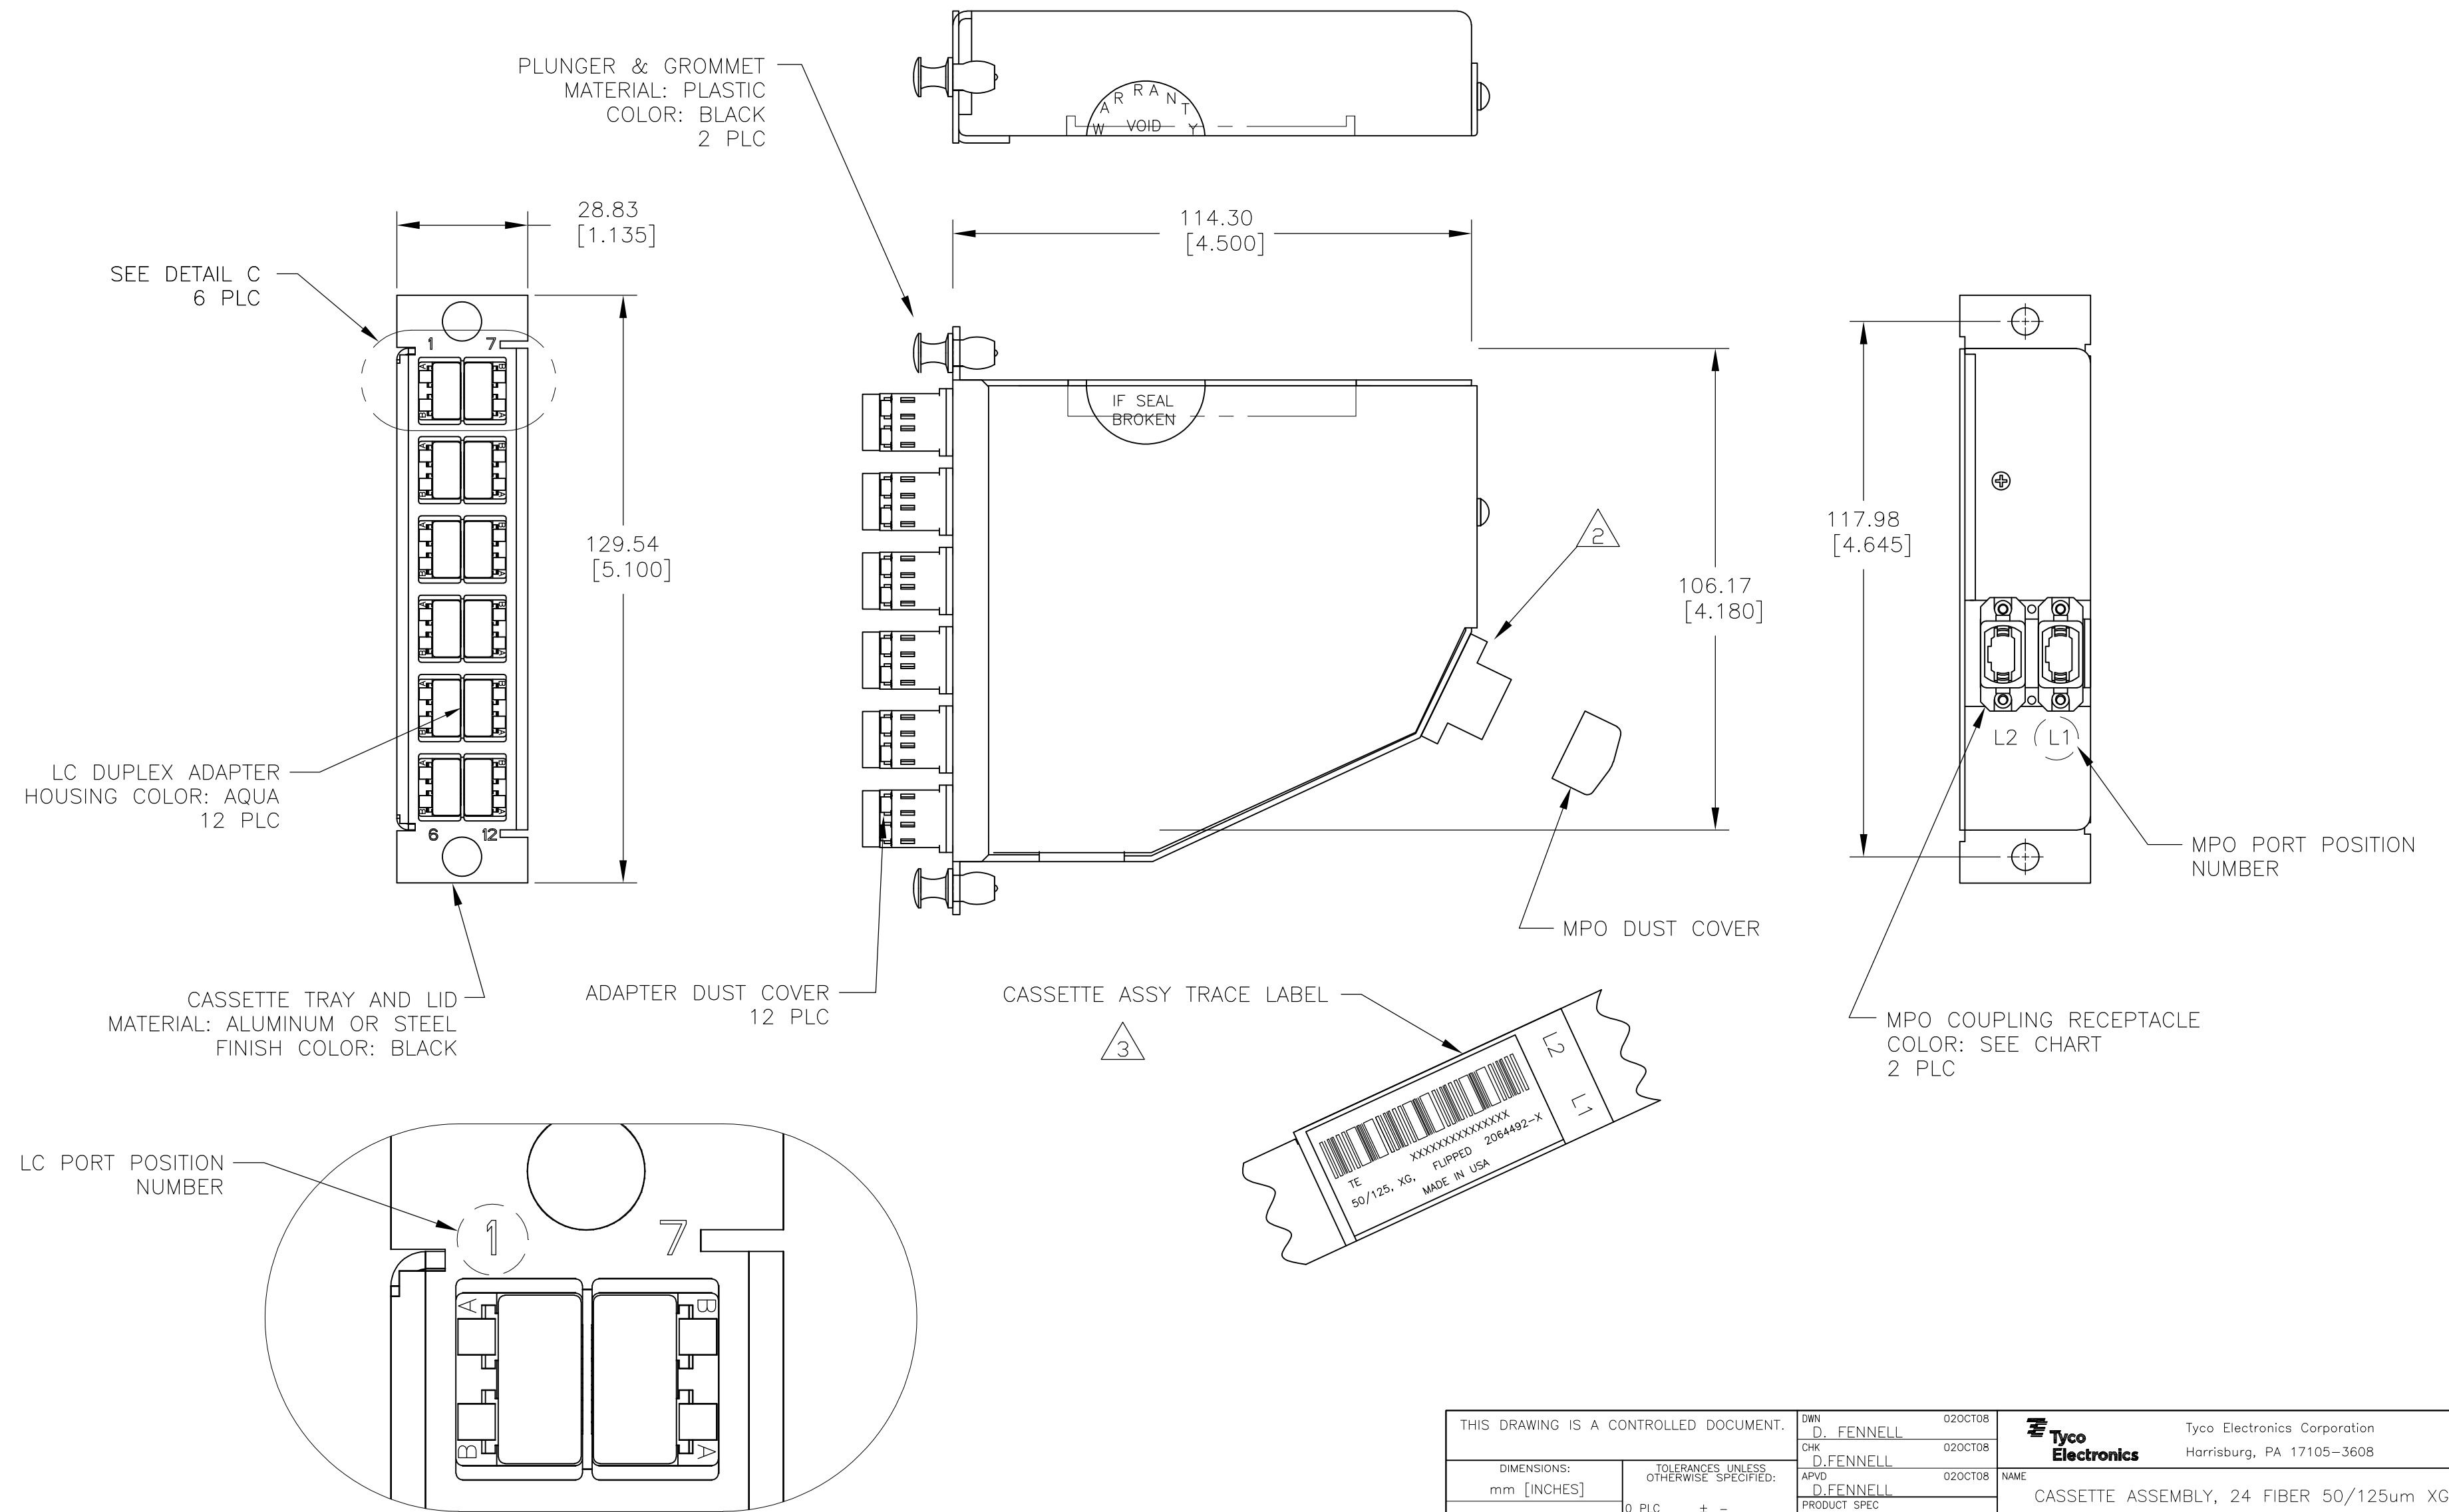 PLUNGER & GROMMET
MATERIAL: PLASTIC
COLOR: BLACK
2 PLC
WARRANTY
VOID
28.83
[1.135]
114.30
[4.500]
SEE DETAIL C
6 PLC
1 7
A B
B A
A B
B A
A B
B A
A B
B A
A B
B A
A B
B A
6 12
129.54
[5.100]
IF SEAL
BROKEN
2
106.17
[4.180]
117.98
[4.645]
L2 L1
LC DUPLEX ADAPTER
HOUSING COLOR: AQUA
12 PLC
MPO PORT POSITION
NUMBER
MPO DUST COVER
CASSETTE TRAY AND LID
MATERIAL: ALUMINUM OR STEEL
FINISH COLOR: BLACK
ADAPTER DUST COVER
12 PLC
CASSETTE ASSY TRACE LABEL
3
MPO COUPLING RECEPTACLE
COLOR: SEE CHART
2 PLC
L2
L1
XXXXXXXXXXXXXX
TE FLIPPED 2064492-X
50/125, XG, MADE IN USA
LC PORT POSITION
NUMBER
1 7
A B
B A
THIS DRAWING IS A CONTROLLED DOCUMENT.
DWN 02OCT08
D. FENNELL
CHK 02OCT08
D.FENNELL
APVD 02OCT08
D.FENNELL
PRODUCT SPEC
DIMENSIONS:
mm [INCHES]
TOLERANCES UNLESS
OTHERWISE SPECIFIED:
0 PLC + -
Tyco
Electronics
Tyco Electronics Corporation
Harrisburg, PA 17105-3608
NAME
CASSETTE ASSEMBLY, 24 FIBER 50/125um XG